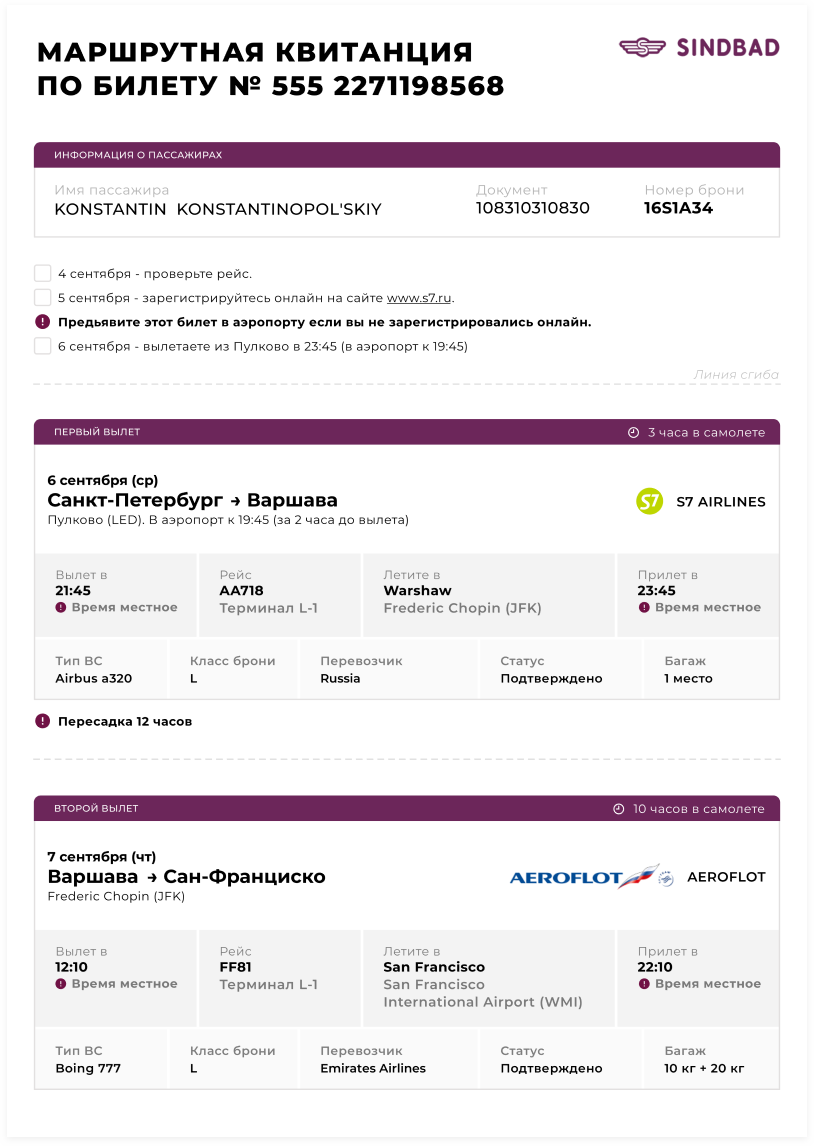 МАРШРУТНАЯ КВИТАНЦИЯ
ПО БИЛЕТУ № 555 2271198568
SINDBAD
ИНФОРМАЦИЯ О ПАССАЖИРАХ
Имя пассажира
KONSTANTIN KONSTANTINOPOL'SKIY
Документ
108310310830
Номер брони
16S1A34
4 сентября - проверьте рейс.
5 сентября - зарегистрируйтесь онлайн на сайте www.s7.ru.
! Предьявите этот билет в аэропорту если вы не зарегистрировались онлайн.
6 сентября - вылетаете из Пулково в 23:45 (в аэропорт к 19:45)
Линия сгиба
ПЕРВЫЙ ВЫЛЕТ
3 часа в самолете
6 сентября (ср)
Санкт-Петербург → Варшава
Пулково (LED). В аэропорт к 19:45 (за 2 часа до вылета)
S7
S7 AIRLINES
Вылет в
21:45
! Время местное
Рейс
AA718
Терминал L-1
Летите в
Warshaw
Frederic Chopin (JFK)
Прилет в
23:45
! Время местное
Тип ВС
Airbus a320
Класс брони
L
Перевозчик
Russia
Статус
Подтверждено
Багаж
1 место
! Пересадка 12 часов
ВТОРОЙ ВЫЛЕТ
10 часов в самолете
7 сентября (чт)
Варшава → Сан-Франциско
Frederic Chopin (JFK)
AEROFLOT
AEROFLOT
Вылет в
12:10
! Время местное
Рейс
FF81
Терминал L-1
Летите в
San Francisco
San Francisco
International Airport (WMI)
Прилет в
22:10
! Время местное
Тип ВС
Boing 777
Класс брони
L
Перевозчик
Emirates Airlines
Статус
Подтверждено
Багаж
10 кг + 20 кг